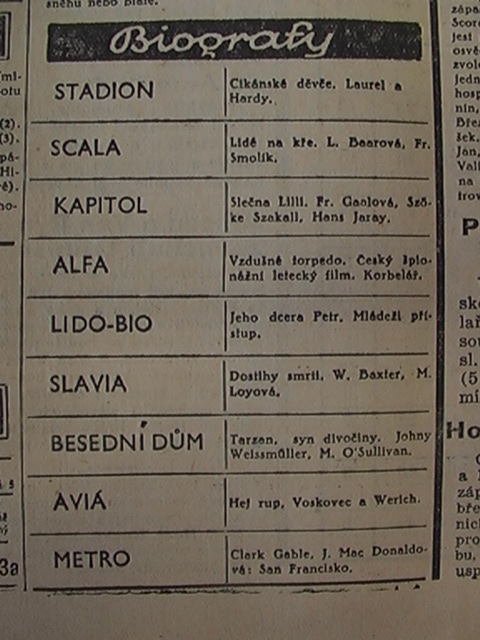 sněhu nebo
Biografy
STADION
Cikánské děvče. Laurel a
Hardy.
SCALA
Lidé na kře. L. Baarová, Fr.
Smolík.
KAPITOL
Slečna Lilli. Fr. Gaalová, Szö-
ke Szakall, Hans Jaray.
ALFA
Vzdušné torpedo. Český špio-
nážní letecký film. Korbelář.
LIDO-BIO
Jeho dcera Petr. Mládeži pří-
stup.
SLAVIA
Dostihy smrti. W. Baxter, M.
Loyová.
BESEDNÍ DŮM
Tarzan, syn divočiny. Johny
Weissmüller, M. O'Sullivan.
AVIA
Hej rup. Voskovec a Werich.
METRO
Clark Gable, J. Mac Donaldo-
vá: San Francisko.